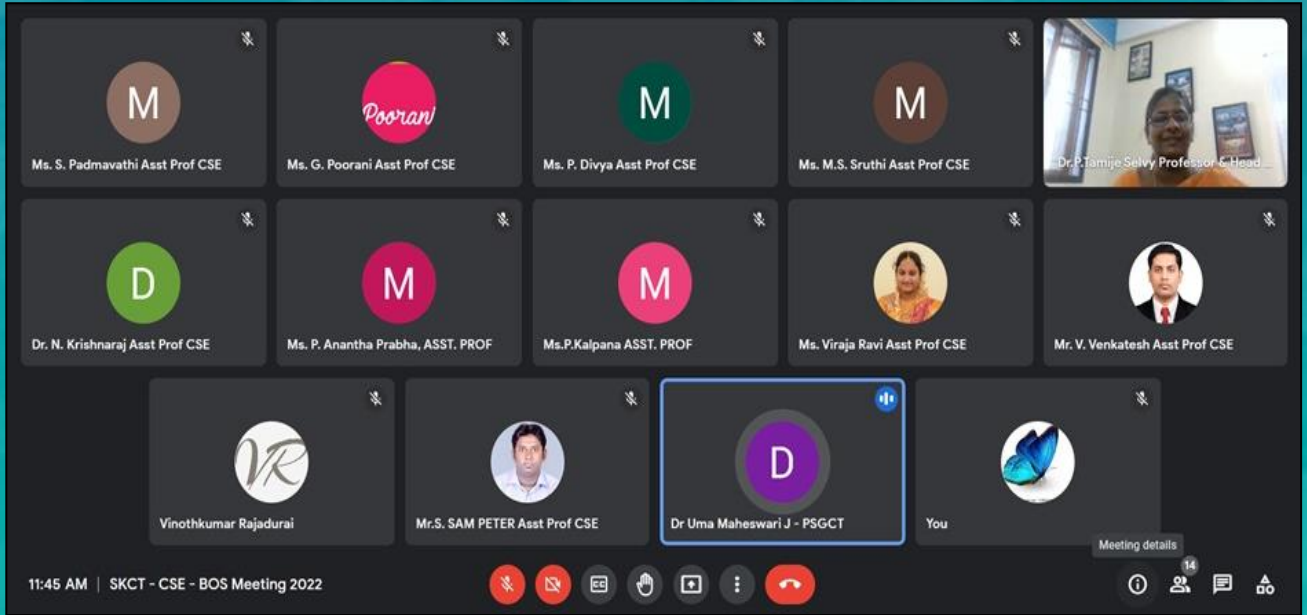 M
Ms. S. Padmavathi Asst Prof CSE
Poorani
Ms. G. Poorani Asst Prof CSE
M
Ms. P. Divya Asst Prof CSE
M
Ms. M.S. Sruthi Asst Prof CSE
Dr.P.Tamije Selvy Professor & Head ...
D
Dr. N. Krishnaraj Asst Prof CSE
M
Ms. P. Anantha Prabha, ASST. PROF
M
Ms.P.Kalpana ASST. PROF
Ms. Viraja Ravi Asst Prof CSE
Mr. V. Venkatesh Asst Prof CSE
VR
Vinothkumar Rajadurai
Mr.S. SAM PETER Asst Prof CSE
D
Dr Uma Maheswari J - PSGCT
You
Meeting details
11:45 AM | SKCT - CSE - BOS Meeting 2022
CC
14